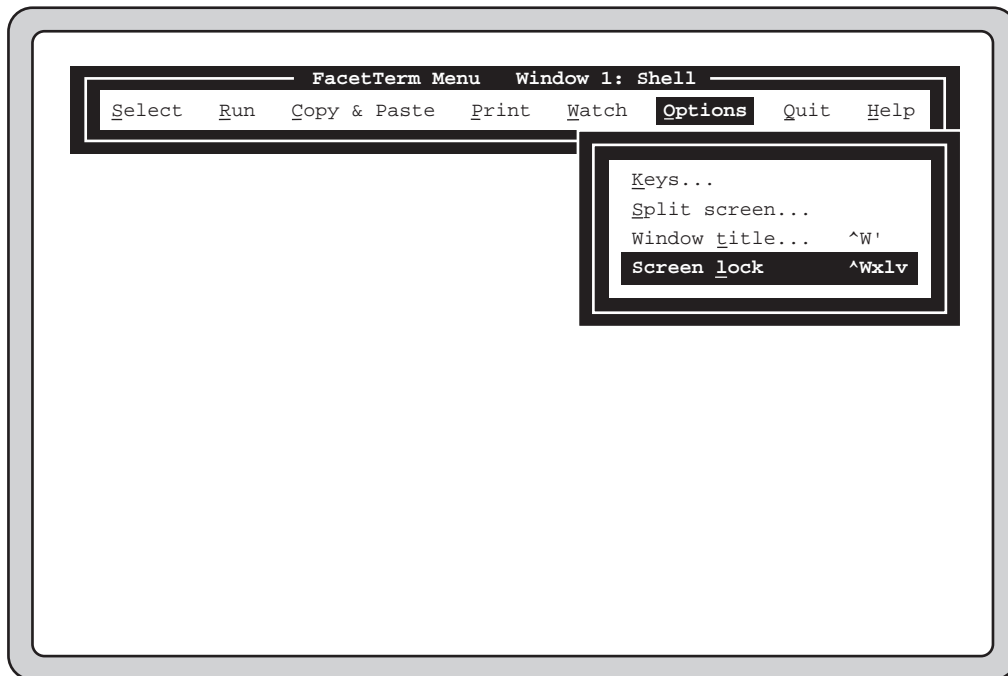 FacetTerm Menu Window 1: Shell
Select Run Copy & Paste Print Watch Options Quit Help
Keys...
Split screen...
Window title... ^W'
Screen lock ^Wxlv